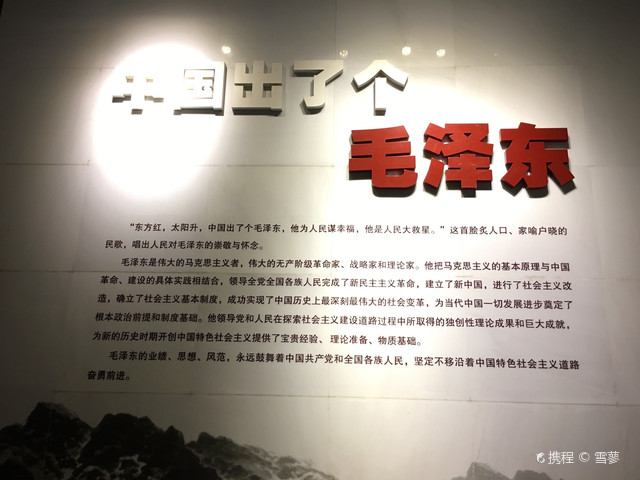 中国出了个
毛泽东
“东方红，太阳升，中国出了个毛泽东，他为人民谋幸福，他是人民大救星。”这首脍炙人口、家喻户晓的
民歌，唱出人民对毛泽东的崇敬与怀念。
毛泽东是伟大的马克思主义者，伟大的无产阶级革命家、战略家和理论家。他把马克思主义的基本原理与中国
革命、建设的具体实践相结合，领导全党全国各族人民完成了新民主主义革命，建立了新中国，进行了社会主义改
造，确立了社会主义基本制度，成功实现了中国历史上最深刻最伟大的社会变革，为当代中国一切发展进步奠定了
根本政治前提和制度基础。他领导党和人民在探索社会主义建设道路过程中所取得的独创性理论成果和巨大成就，
为新的历史时期开创中国特色社会主义提供了宝贵经验、理论准备、物质基础。
毛泽东的业绩、思想、风范，永远鼓舞着中国共产党和全国各族人民，坚定不移沿着中国特色社会主义道路
奋勇前进。
携程 © 雪蓼